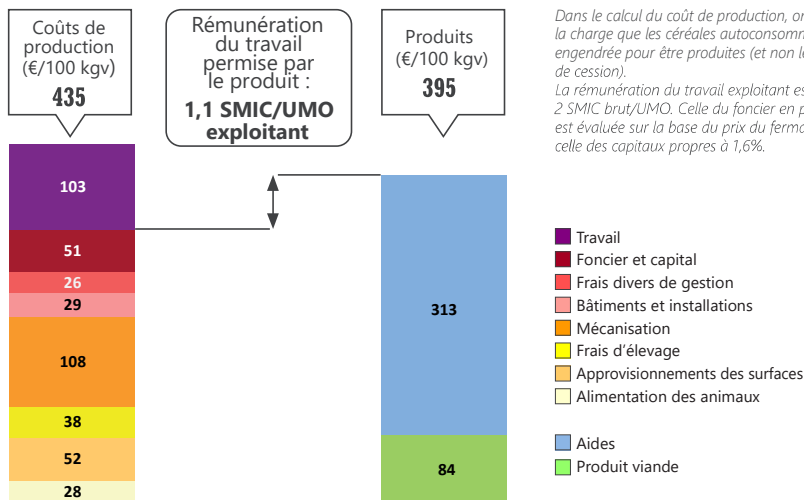 Coûts de
production
(€/100 kgv)
435
Rémunération
du travail
permise par
le produit :
1,1 SMIC/UMO
exploitant
Produits
(€/100 kgv)
395
Dans le calcul du coût de production, on
la charge que les céréales autoconsomm
engendrée pour être produites (et non le
de cession).
La rémunération du travail exploitant es
2 SMIC brut/UMO. Celle du foncier en p
est évaluée sur la base du prix du ferma
celle des capitaux propres à 1,6%.
103
51
26
29
108
38
52
28
313
84
Travail
Foncier et capital
Frais divers de gestion
Bâtiments et installations
Mécanisation
Frais d'élevage
Approvisionnements des surfaces
Alimentation des animaux
Aides
Produit viande